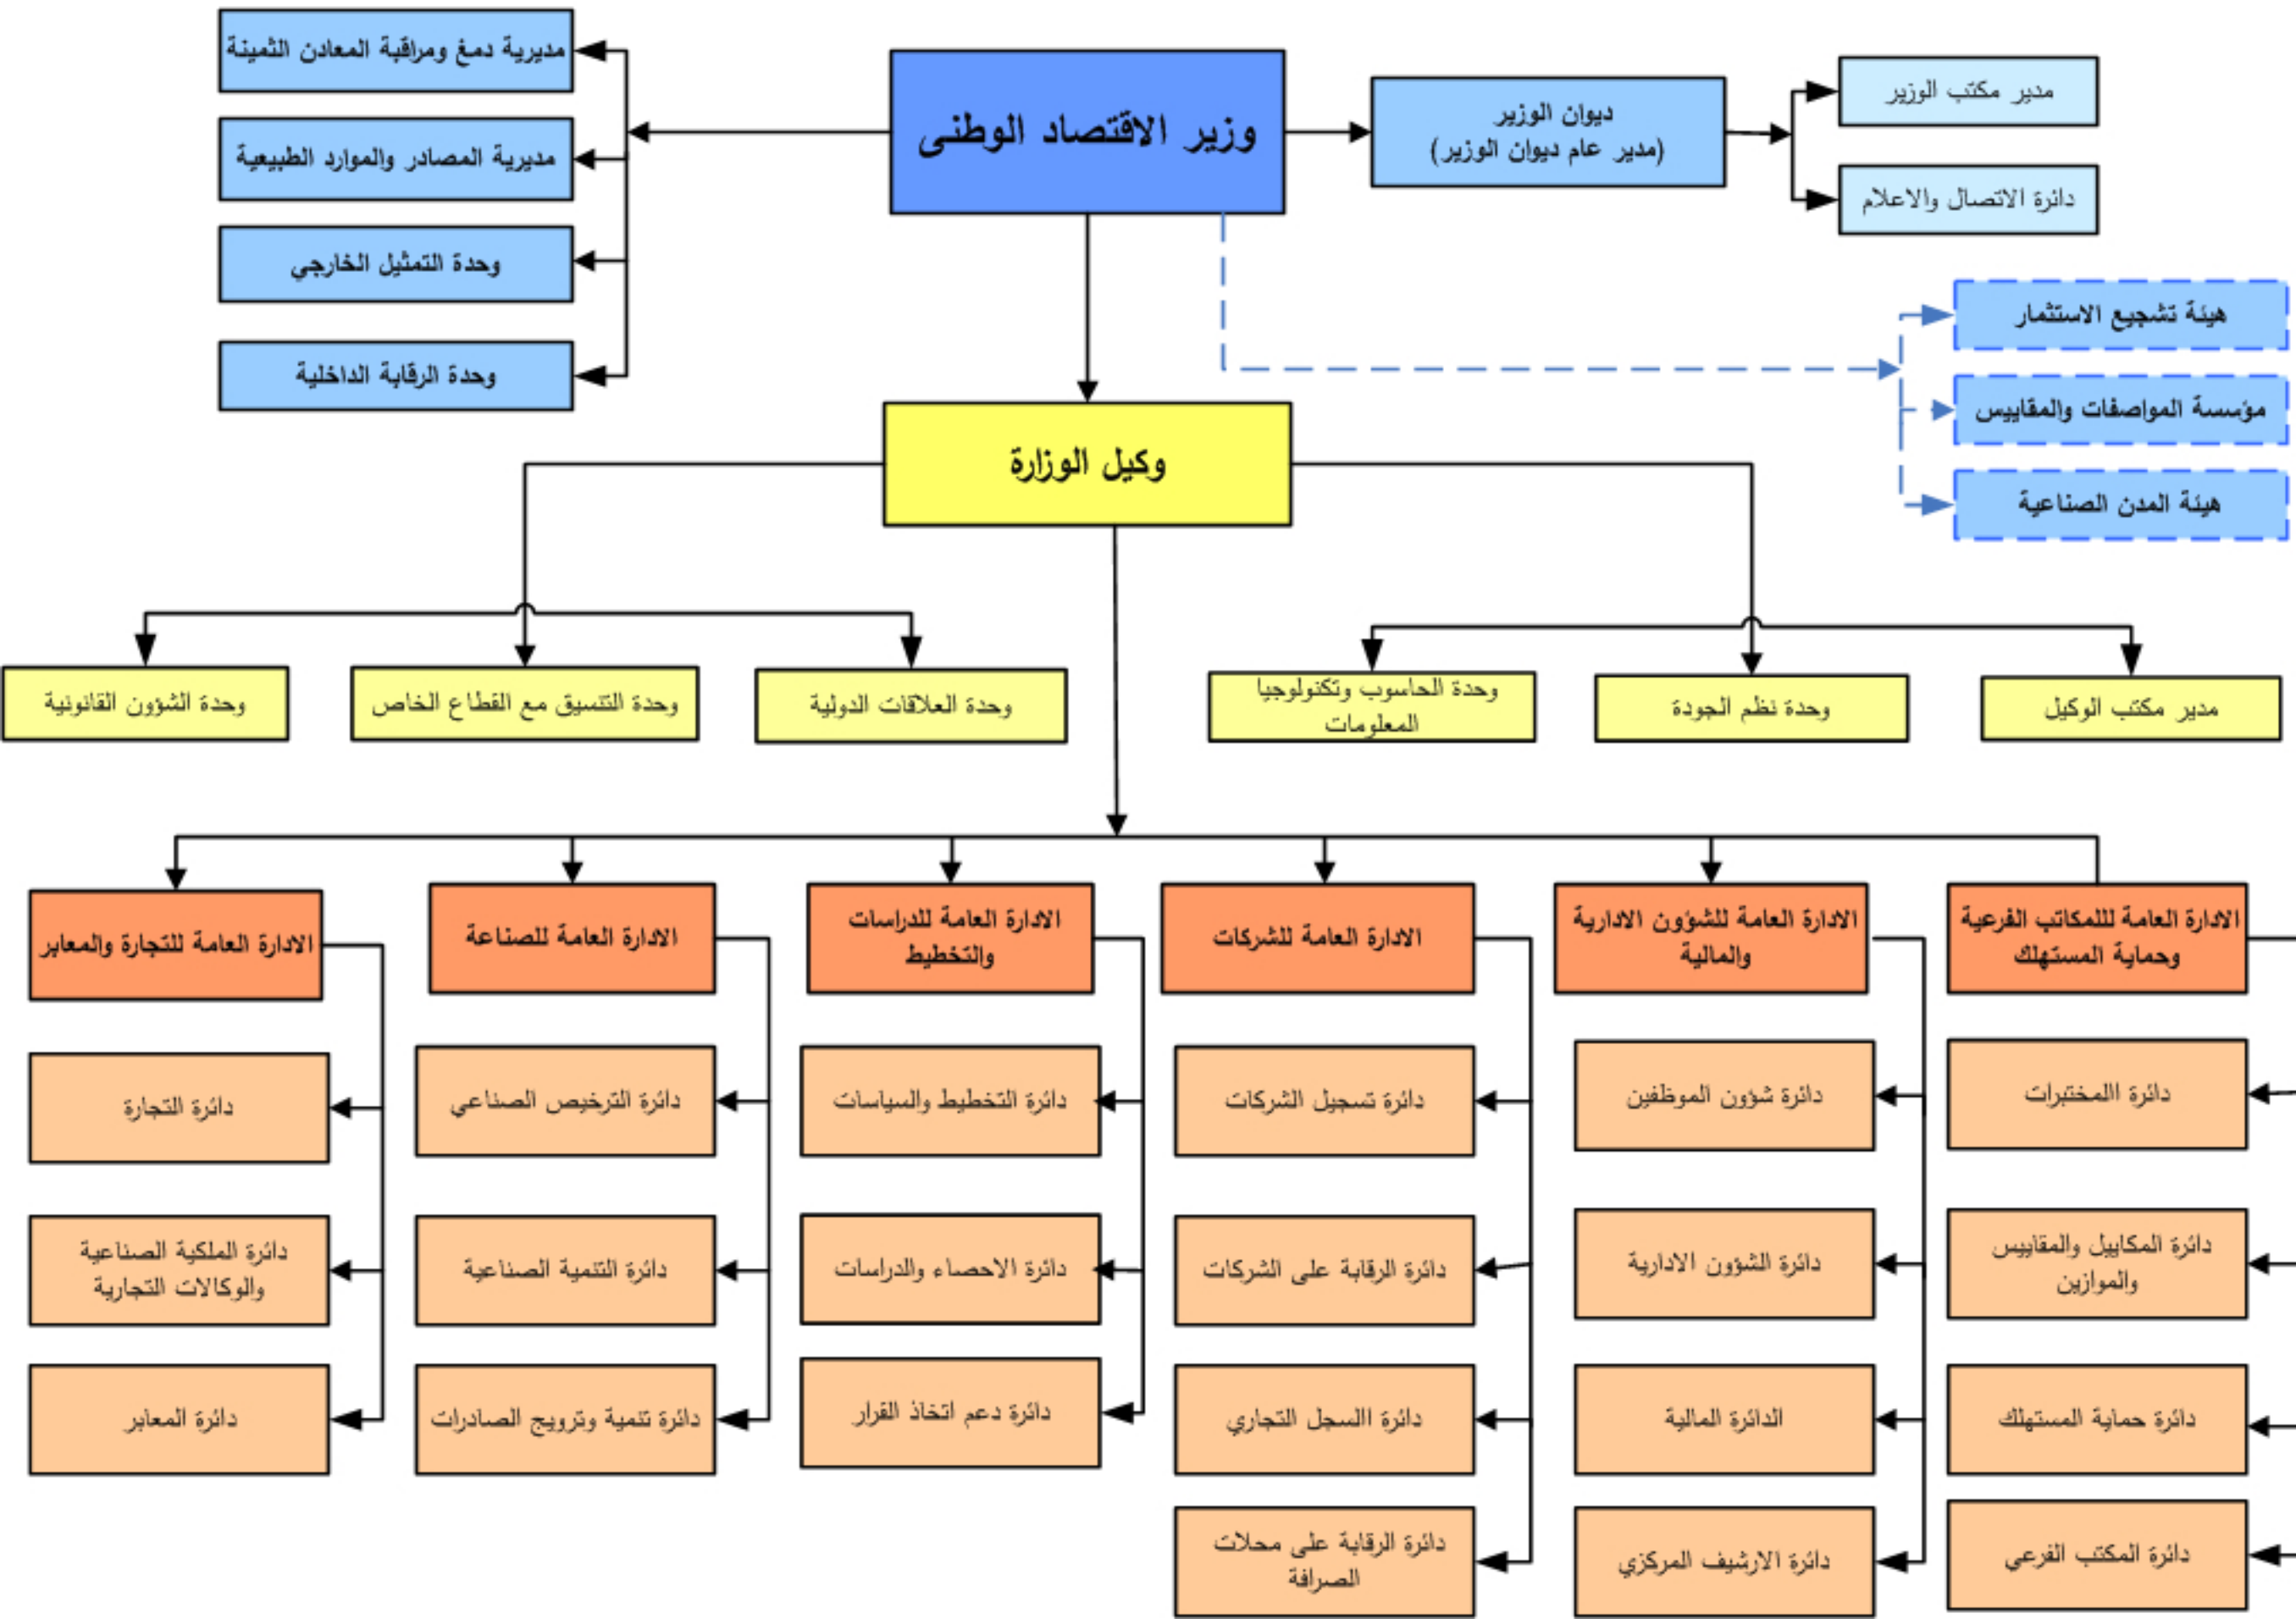 مديرية دمغ ومراقبة المعادن الثمينة
مديرية المصادر والموارد الطبيعية
وحدة التمثيل الخارجي
وحدة الرقابة الداخلية
وزير الاقتصاد الوطنى
ديوان الوزير
(مدير عام ديوان الوزير)
مدير مكتب الوزير
دائرة الاتصال والاعلام
هيئة تشجيع الاستثمار
مؤسسة المواصفات والمقاييس
هيئة المدن الصناعية
وكيل الوزارة
مدير مكتب الوكيل
وحدة نظم الجودة
وحدة الحاسوب وتكنولوجيا
المعلومات
وحدة العلاقات الدولية
وحدة التنسيق مع القطاع الخاص
وحدة الشؤون القانونية
الادارة العامة لللمكاتب الفرعية
وحماية المستهلك
دائرة االمختبرات
دائرة المكاييل والمقاييس
والموازين
دائرة حماية المستهلك
دائرة المكتب الفرعي
الادارة العامة للشؤون الادارية
والمالية
دائرة شؤون الموظفين
دائرة الشؤون الادارية
الدائرة المالية
دائرة الارشيف المركزي
الادارة العامة للشركات
دائرة تسجيل الشركات
دائرة الرقابة على الشركات
دائرة االسجل التجاري
دائرة الرقابة على محلات
الصرافة
الادارة العامة للدراسات
والتخطيط
دائرة التخطيط والسياسات
دائرة الاحصاء والدراسات
دائرة دعم اتخاذ القرار
الادارة العامة للصناعة
دائرة الترخيص الصناعي
دائرة التنمية الصناعية
دائرة تنمية وترويج الصادرات
الادارة العامة للتجارة والمعابر
دائرة التجارة
دائرة الملكية الصناعية
والوكالات التجارية
دائرة المعابر